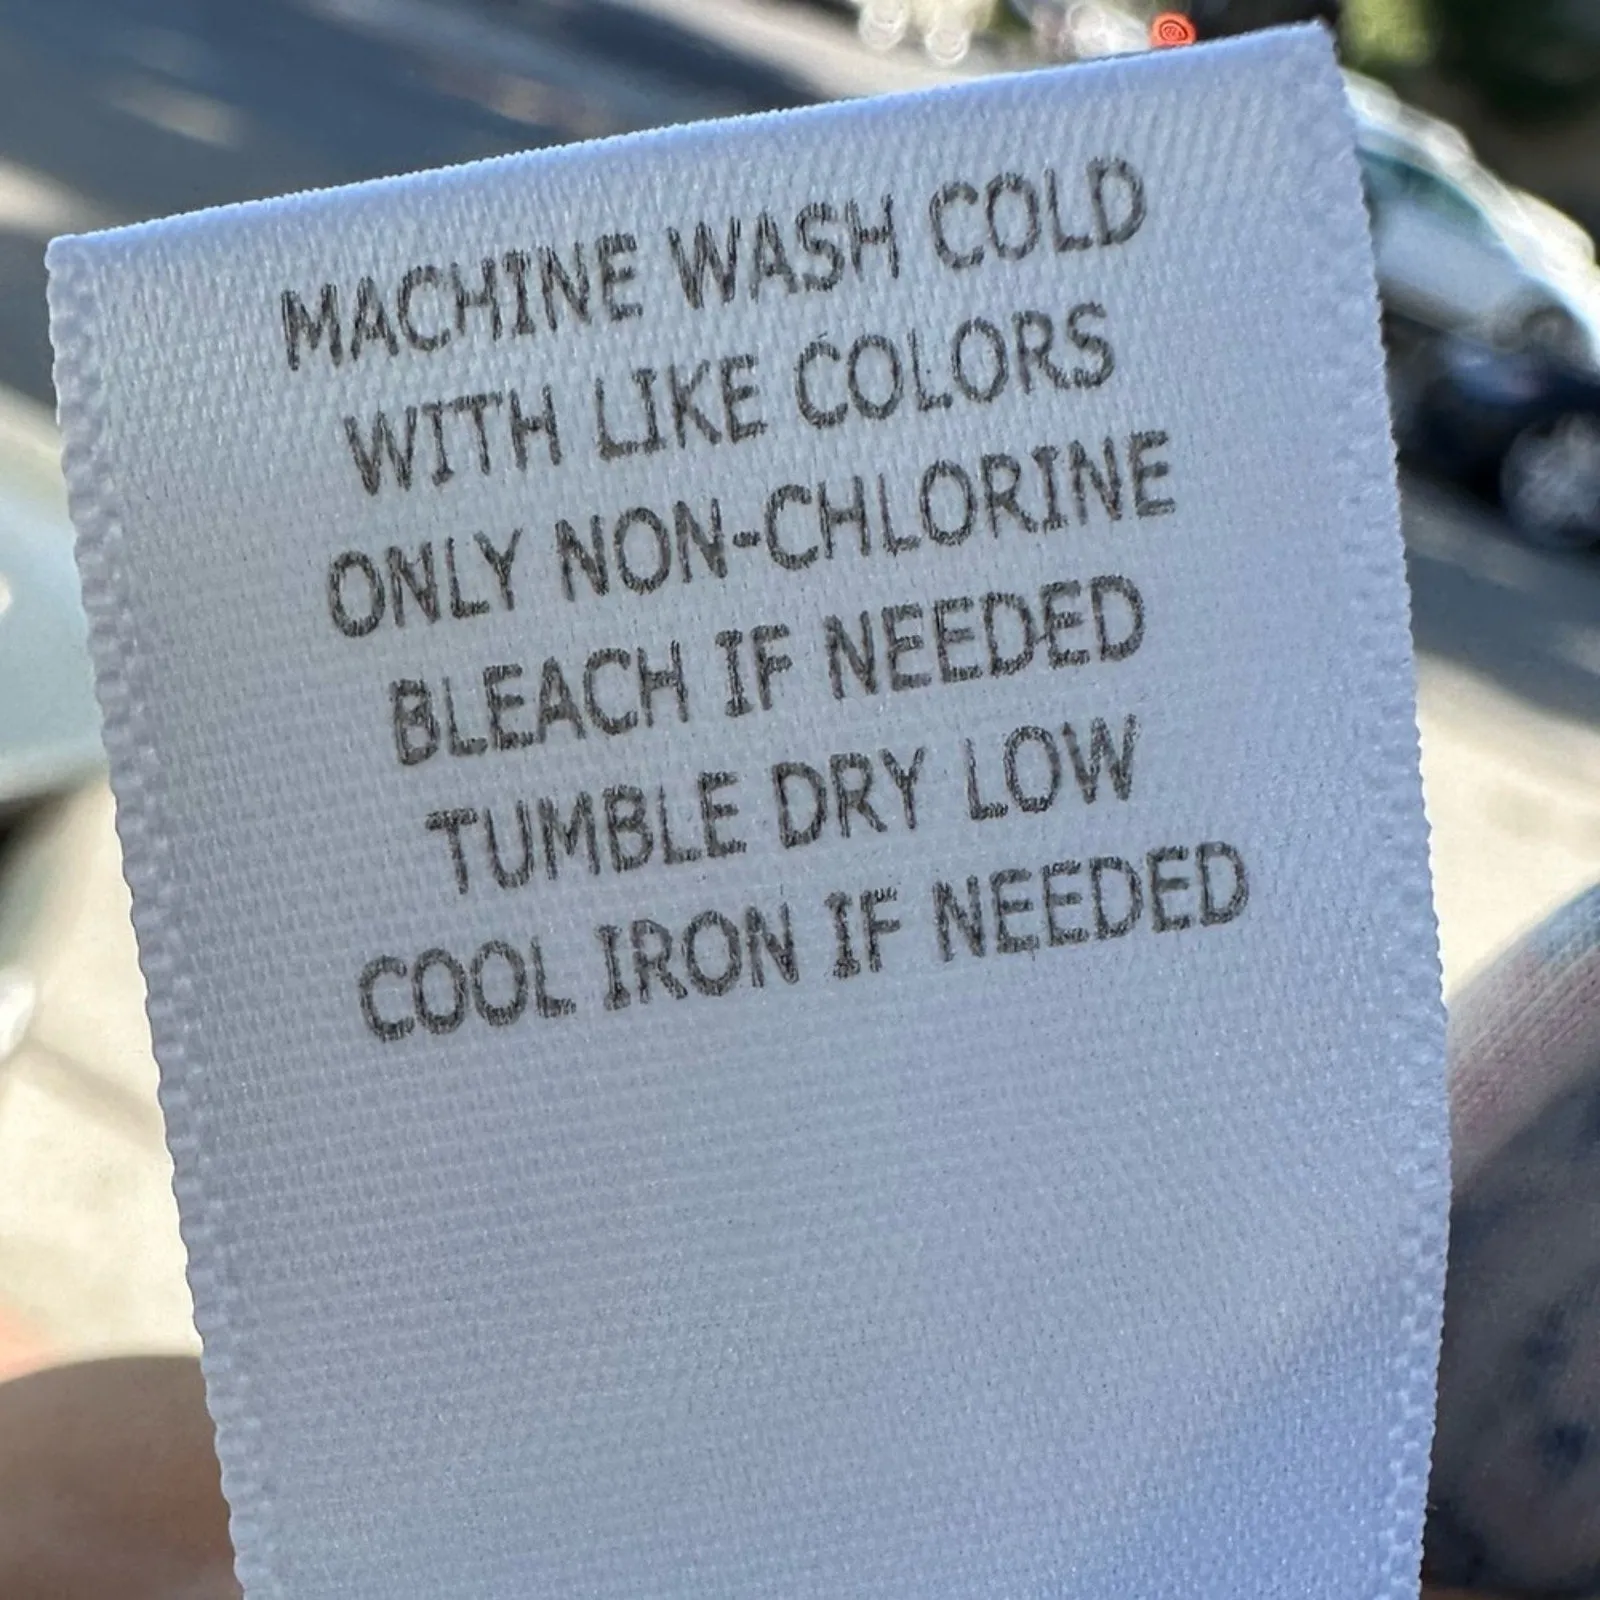 MACHINE WASH COLD
WITH LIKE COLORS
ONLY NON-CHLORINE
BLEACH IF NEEDED
TUMBLE DRY LOW
COOL IRON IF NEEDED